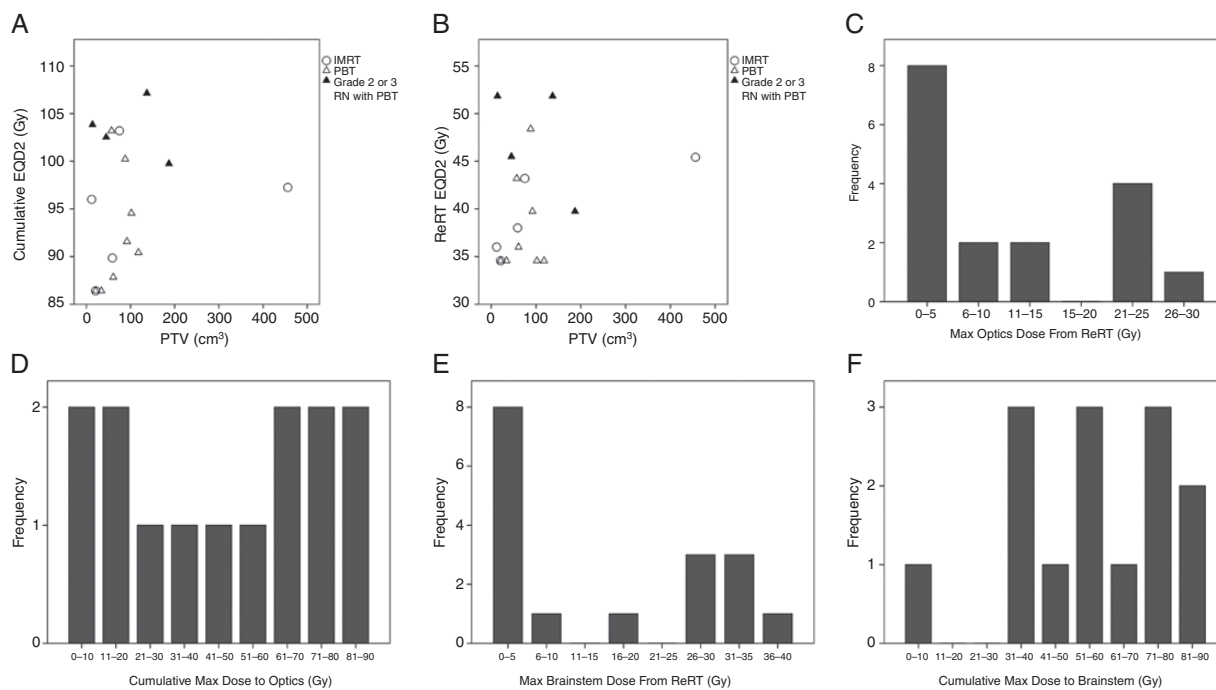 A
Cumulative EQD2 (Gy)
110
105
100
95
90
85
0 100 200 300 400 500
PTV (cm³)
IMRT
PBT
Grade 2 or 3
RN with PBT
B
ReRT EQD2 (Gy)
55
50
45
40
35
30
0 100 200 300 400 500
PTV (cm³)
IMRT
PBT
Grade 2 or 3
RN with PBT
C
Frequency
8
6
4
2
0
0–5 6–10 11–15 15–20 21–25 26–30
Max Optics Dose From ReRT (Gy)
D
Frequency
2
1
0
0–10 11–20 21–30 31–40 41–50 51–60 61–70 71–80 81–90
Cumulative Max Dose to Optics (Gy)
E
Frequency
8
6
4
2
0
0–5 6–10 11–15 16–20 21–25 26–30 31–35 36–40
Max Brainstem Dose From ReRT (Gy)
F
Frequency
3
2
1
0
0–10 11–20 21–30 31–40 41–50 51–60 61–70 71–80 81–90
Cumulative Max Dose to Brainstem (Gy)